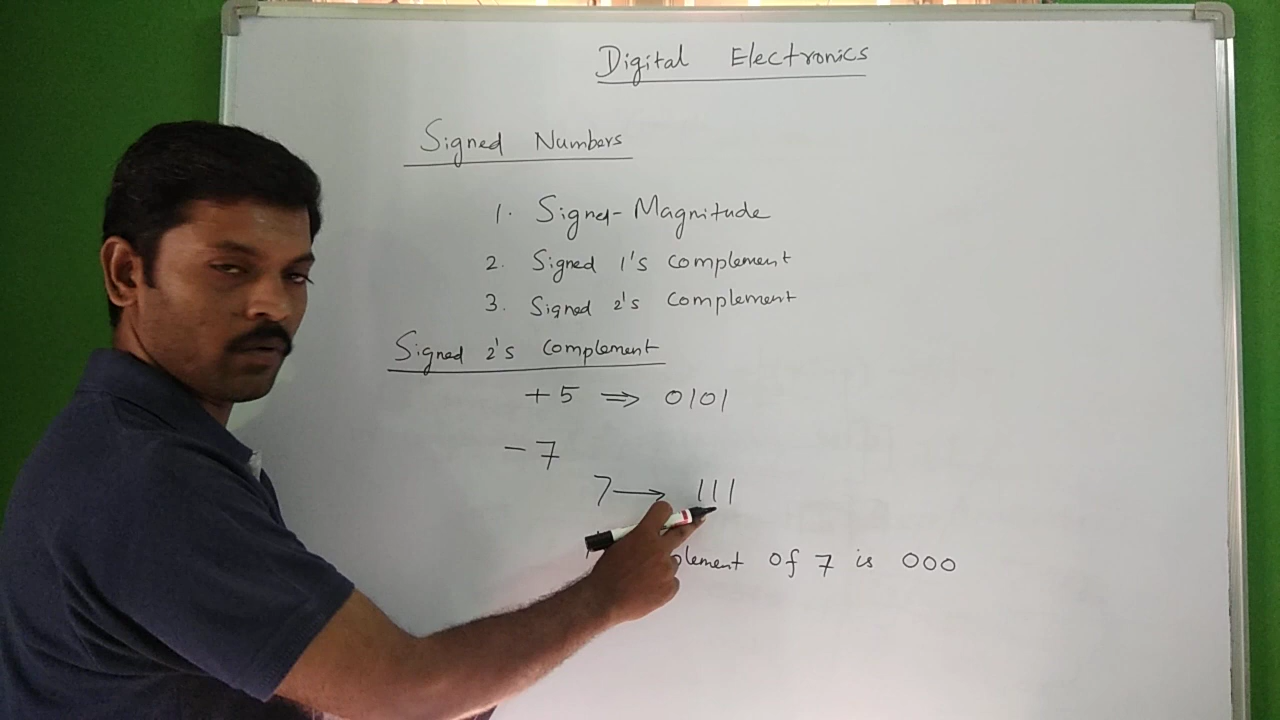 Digital Electronics
Signed Numbers
1. Signed-Magnitude
2. Signed 1's complement
3. Signed 2's complement
Signed 2's complement
+5 ⇒ 0101
-7
7 → 111
plement of 7 is 000